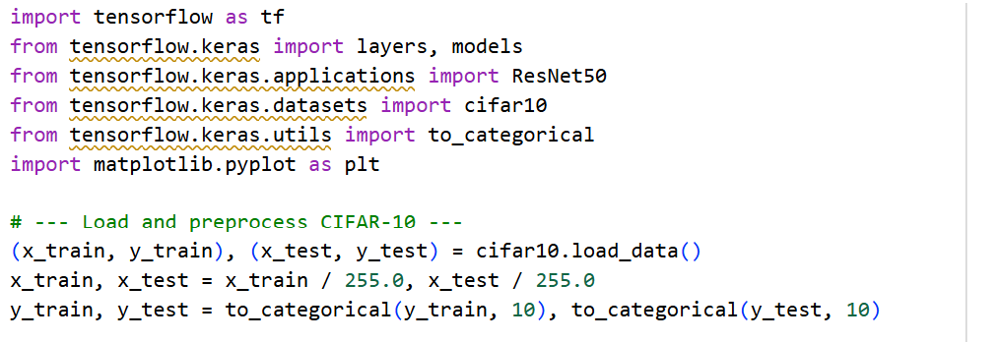 import tensorflow as tf
from tensorflow.keras import layers, models
from tensorflow.keras.applications import ResNet50
from tensorflow.keras.datasets import cifar10
from tensorflow.keras.utils import to_categorical
import matplotlib.pyplot as plt
# --- Load and preprocess CIFAR-10 ---
(x_train, y_train), (x_test, y_test) = cifar10.load_data()
x_train, x_test = x_train / 255.0, x_test / 255.0
y_train, y_test = to_categorical(y_train, 10), to_categorical(y_test, 10)